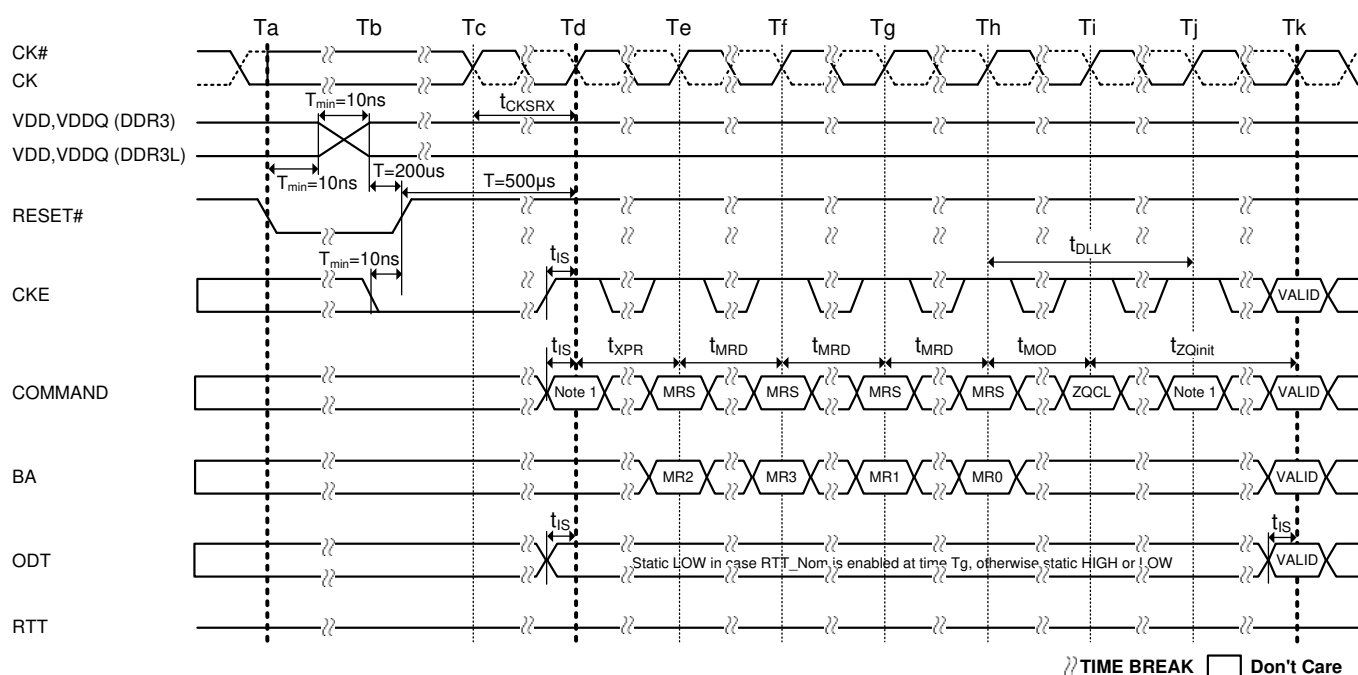 Ta Tb Tc Td Te Tf Tg Th Ti Tj Tk
CK#
CK
Tmin=10ns
tCKSRX
VDD,VDDQ (DDR3)
VDD,VDDQ (DDR3L)
Tmin=10ns
T=200us
T=500µs
RESET#
Tmin=10ns
tIS
tDLLK
CKE
VALID
tIS tXPR tMRD tMRD tMRD tMOD tZQinit
COMMAND
Note 1 MRS MRS MRS MRS ZQCL Note 1 VALID
BA
MR2 MR3 MR1 MR0 VALID
tIS
tIS
ODT
Static LOW in case RTT_Nom is enabled at time Tg, otherwise static HIGH or LOW
VALID
RTT
TIME BREAK Don't Care